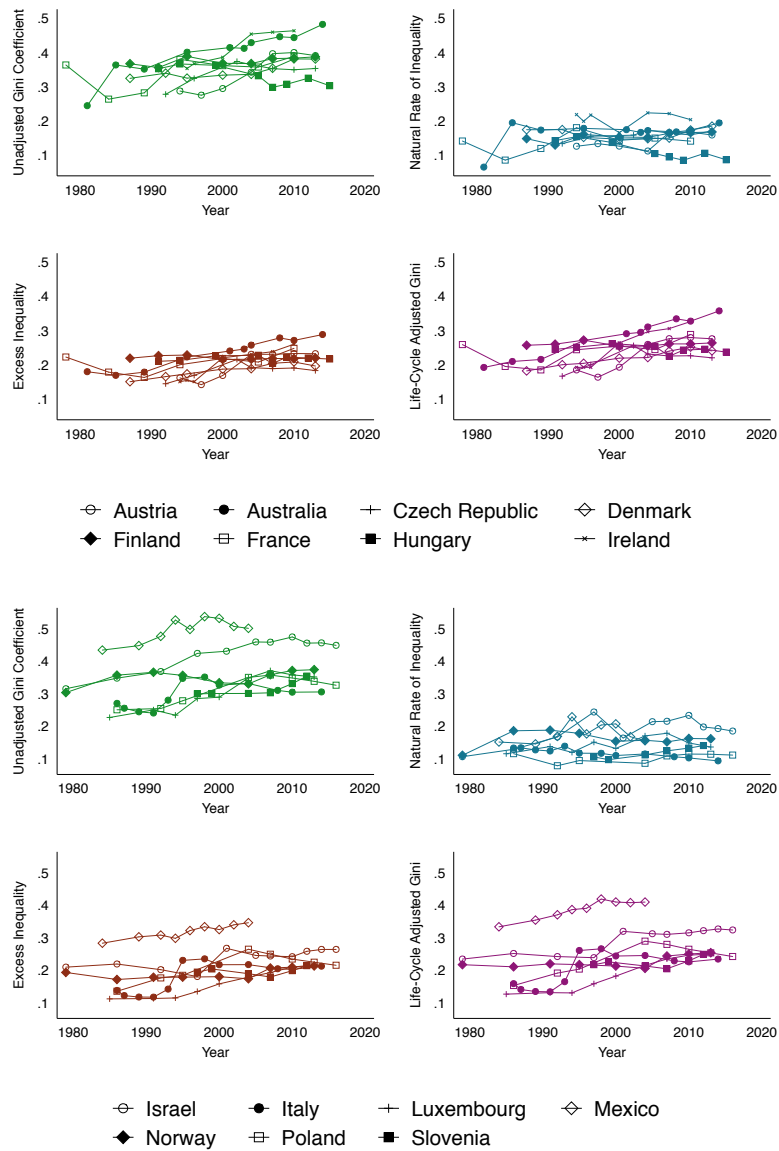 Unadjusted Gini Coefficient
.5
.4
.3
.2
.1
1980 1990 2000 2010 2020
Year
Natural Rate of Inequality
.5
.4
.3
.2
.1
1980 1990 2000 2010 2020
Year
Excess Inequality
.5
.4
.3
.2
.1
1980 1990 2000 2010 2020
Year
Life-Cycle Adjusted Gini
.5
.4
.3
.2
.1
1980 1990 2000 2010 2020
Year
Austria Australia Czech Republic Denmark
Finland France Hungary Ireland
Unadjusted Gini Coefficient
.5
.4
.3
.2
.1
1980 1990 2000 2010 2020
Year
Natural Rate of Inequality
.5
.4
.3
.2
.1
1980 1990 2000 2010 2020
Year
Excess Inequality
.5
.4
.3
.2
.1
1980 1990 2000 2010 2020
Year
Life-Cycle Adjusted Gini
.5
.4
.3
.2
.1
1980 1990 2000 2010 2020
Year
Israel Italy Luxembourg Mexico
Norway Poland Slovenia